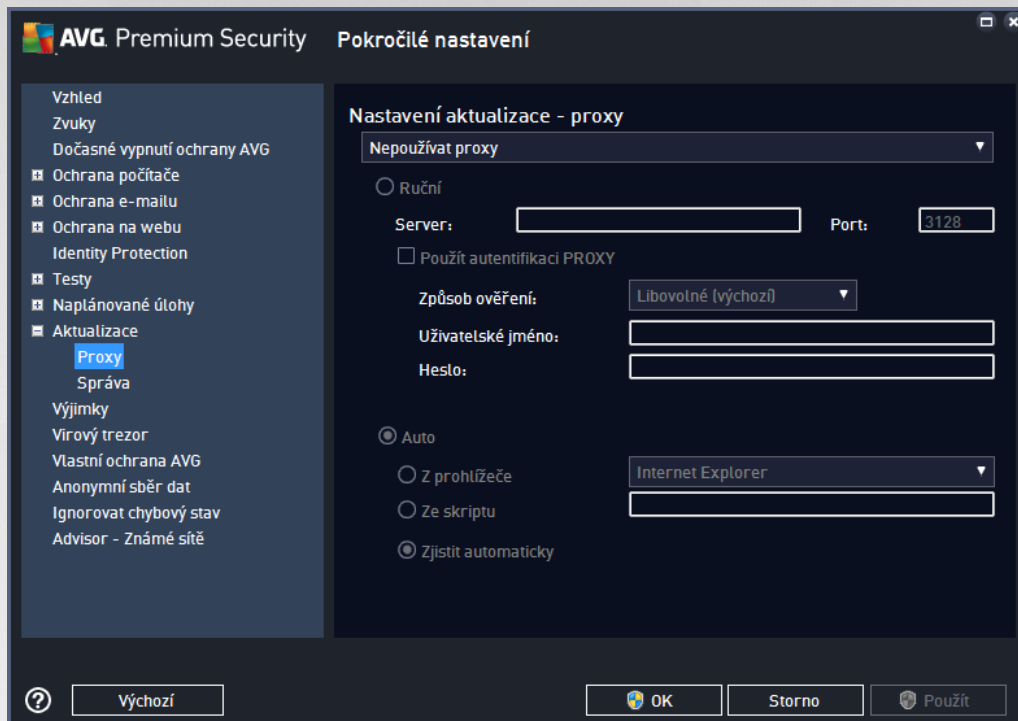 AVG. Premium Security Pokročilé nastavení
Vzhled
Zvuky
Dočasné vypnutí ochrany AVG
Ochrana počítače
Ochrana e-mailu
Ochrana na webu
Identity Protection
Testy
Naplánované úlohy
Aktualizace
Proxy
Správa
Výjimky
Virový trezor
Vlastní ochrana AVG
Anonymní sběr dat
Ignorovat chybový stav
Advisor - Známé sítě
Nastavení aktualizace - proxy
Nepoužívat proxy
Ruční
Server: Port: 3128
Použít autentifikaci PROXY
Způsob ověření: Libovolné (výchozí)
Uživatelské jméno:
Heslo:
Auto
Z prohlížeče Internet Explorer
Ze skriptu
Zjistit automaticky
? Výchozí OK Storno Použít